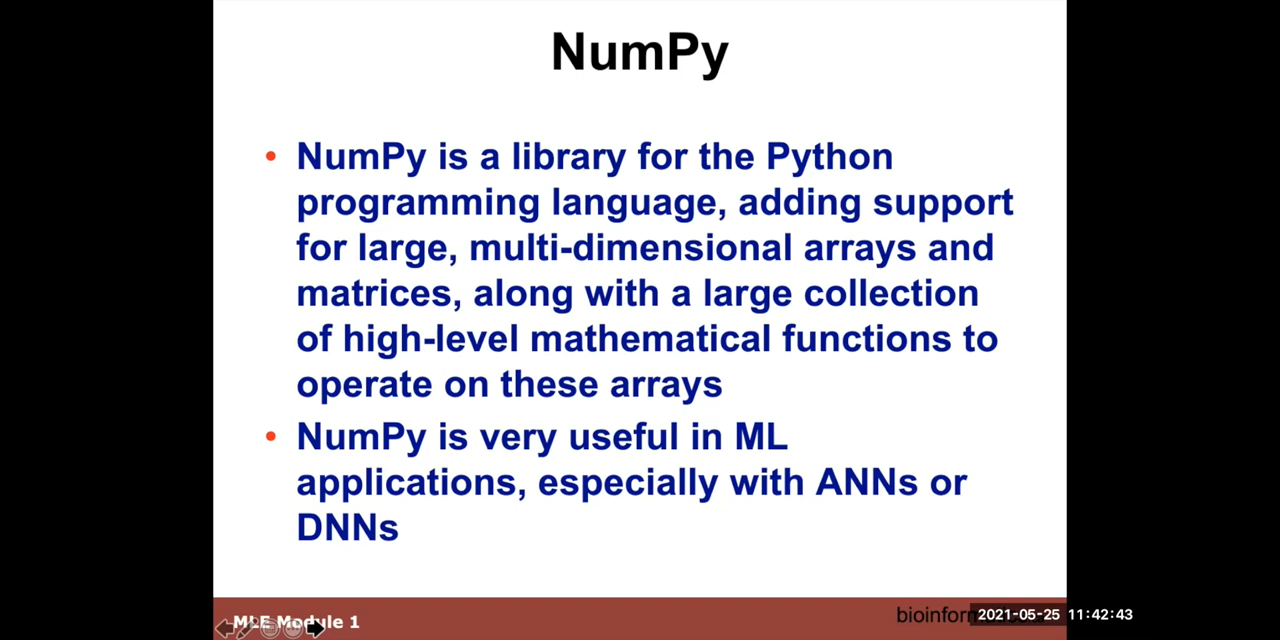 NumPy
• NumPy is a library for the Python
programming language, adding support
for large, multi-dimensional arrays and
matrices, along with a large collection
of high-level mathematical functions to
operate on these arrays
• NumPy is very useful in ML
applications, especially with ANNs or
DNNs
MLE Module 1
2021-05-25 11:42:43